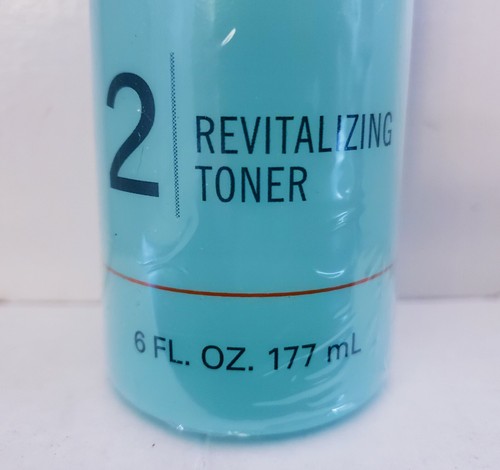 2
REVITALIZING
TONER
6 FL. OZ. 177 mL